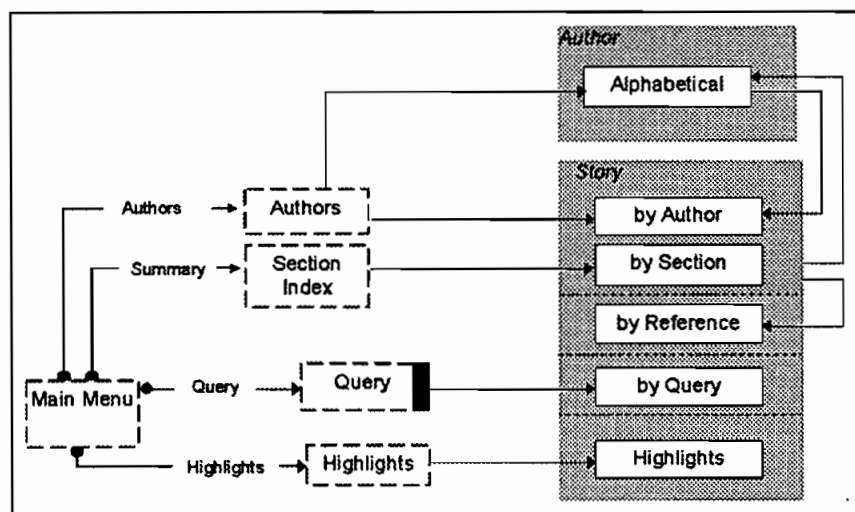 Author
Alphabetical
Story
Authors
Authors
by Author
Summary
Section
Index
by Section
by Reference
Main Menu
Query
Query
by Query
Highlights
Highlights
Highlights